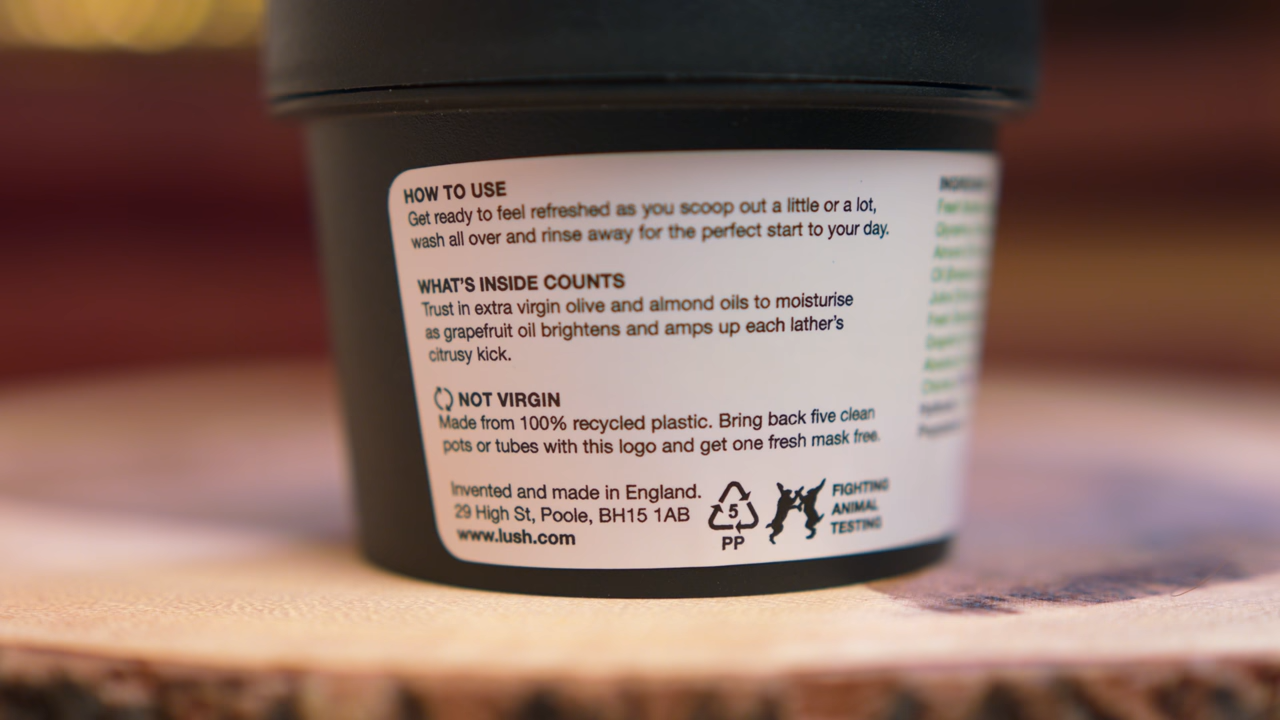 HOW TO USE
Get ready to feel refreshed as you scoop out a little or a lot,
wash all over and rinse away for the perfect start to your day.
WHAT'S INSIDE COUNTS
Trust in extra virgin olive and almond oils to moisturise
as grapefruit oil brightens and amps up each lather's
citrusy kick.
NOT VIRGIN
Made from 100% recycled plastic. Bring back five clean
pots or tubes with this logo and get one fresh mask free.
Invented and made in England.
29 High St, Poole, BH15 1AB
www.lush.com
5
PP
FIGHTING
ANIMAL
TESTING